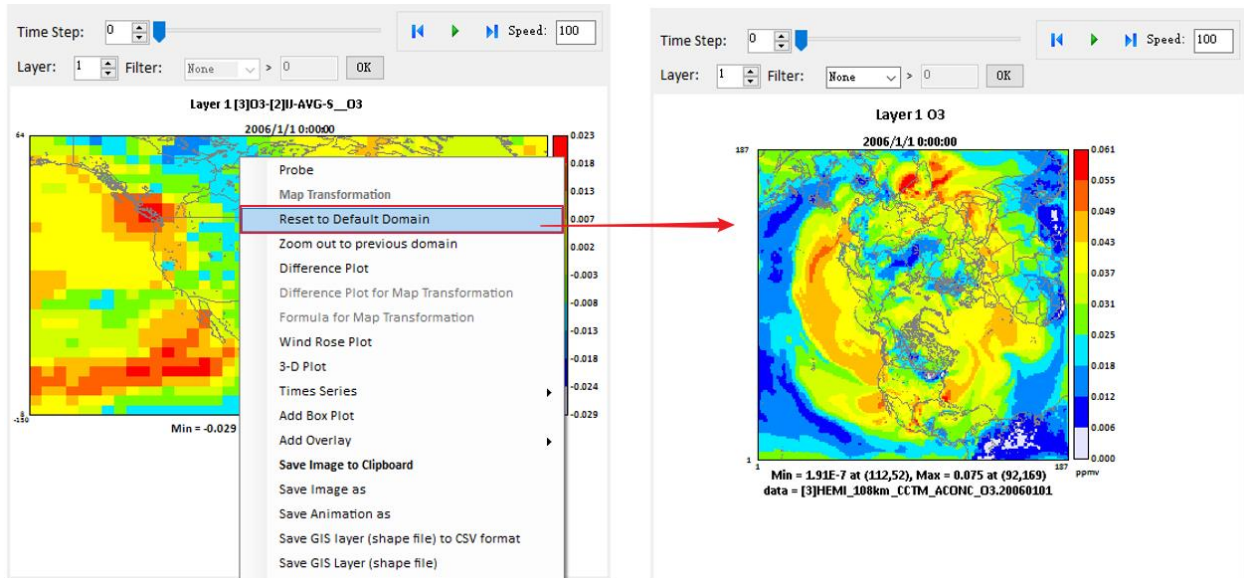 Time Step:
0
Speed:
100
Layer:
1
Filter:
None
>
0
OK
Layer 1 [3]O3-[2]U-AVG-S__O3
2006/1/1 0:00:00
64
0.023
0.018
0.013
0.007
0.002
-0.003
-0.008
-0.013
-0.018
-0.024
-0.029
-8
-150
Min = -0.029
Probe
Map Transformation
Reset to Default Domain
Zoom out to previous domain
Difference Plot
Difference Plot for Map Transformation
Formula for Map Transformation
Wind Rose Plot
3-D Plot
Times Series
Add Box Plot
Add Overlay
Save Image to Clipboard
Save Image as
Save Animation as
Save GIS layer (shape file) to CSV format
Save GIS Layer (shape file)
Time Step:
0
Speed:
100
Layer:
1
Filter:
None
>
0
OK
Layer 1 O3
2006/1/1 0:00:00
187
0.061
0.055
0.049
0.043
0.037
0.031
0.025
0.018
0.012
0.006
0.000
ppmv
1
1
187
Min = 1.91E-7 at (112,52), Max = 0.075 at (92,169)
data = [3]HEMI_108km_CCTM_ACONC_O3.20060101